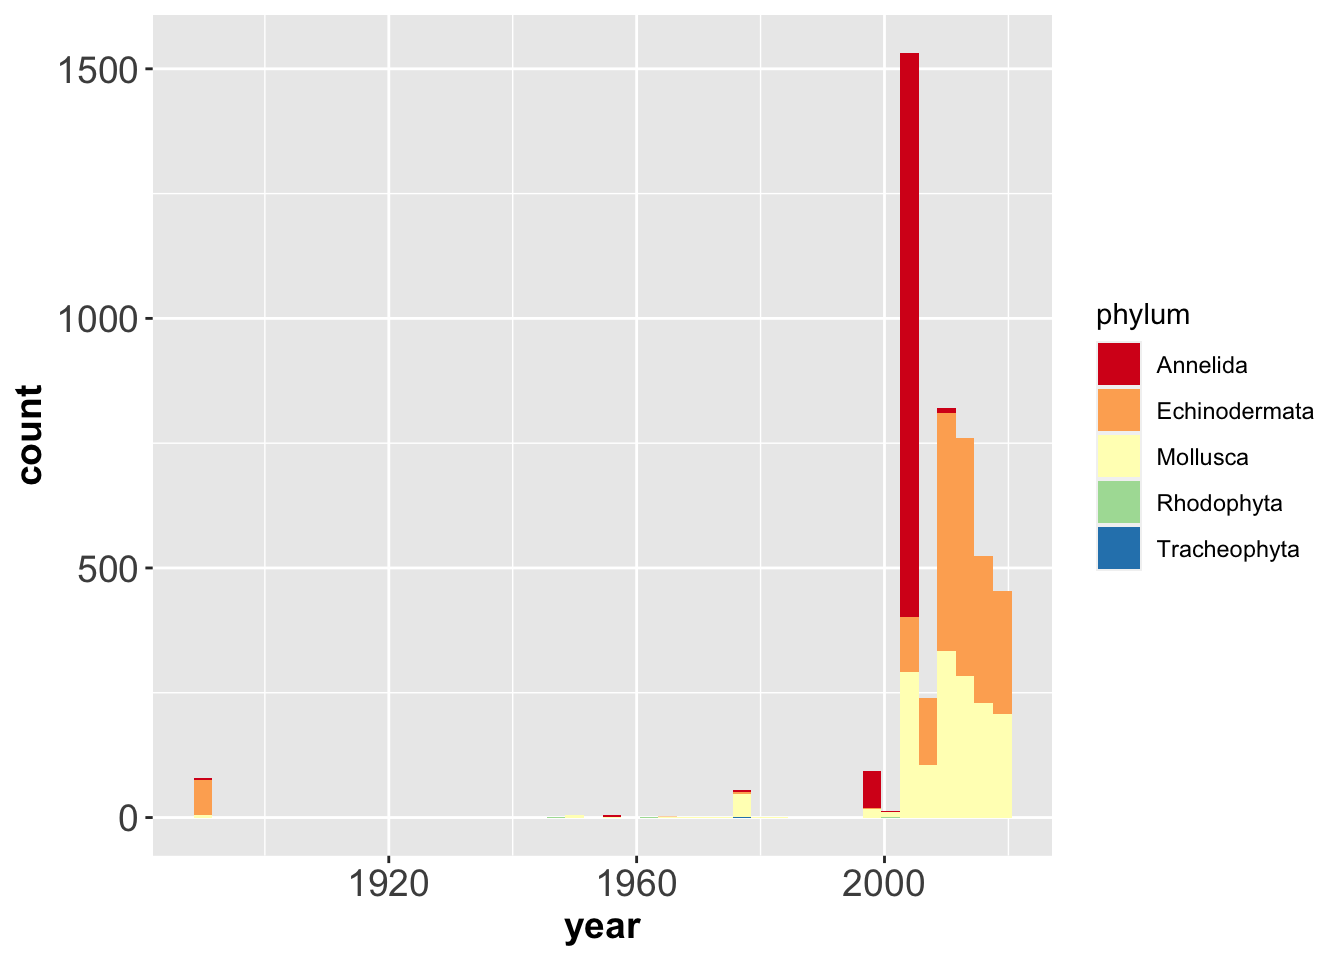 1500
1000
500
0
count
1920 1960 2000
year
phylum
Annelida
Echinodermata
Mollusca
Rhodophyta
Tracheophyta